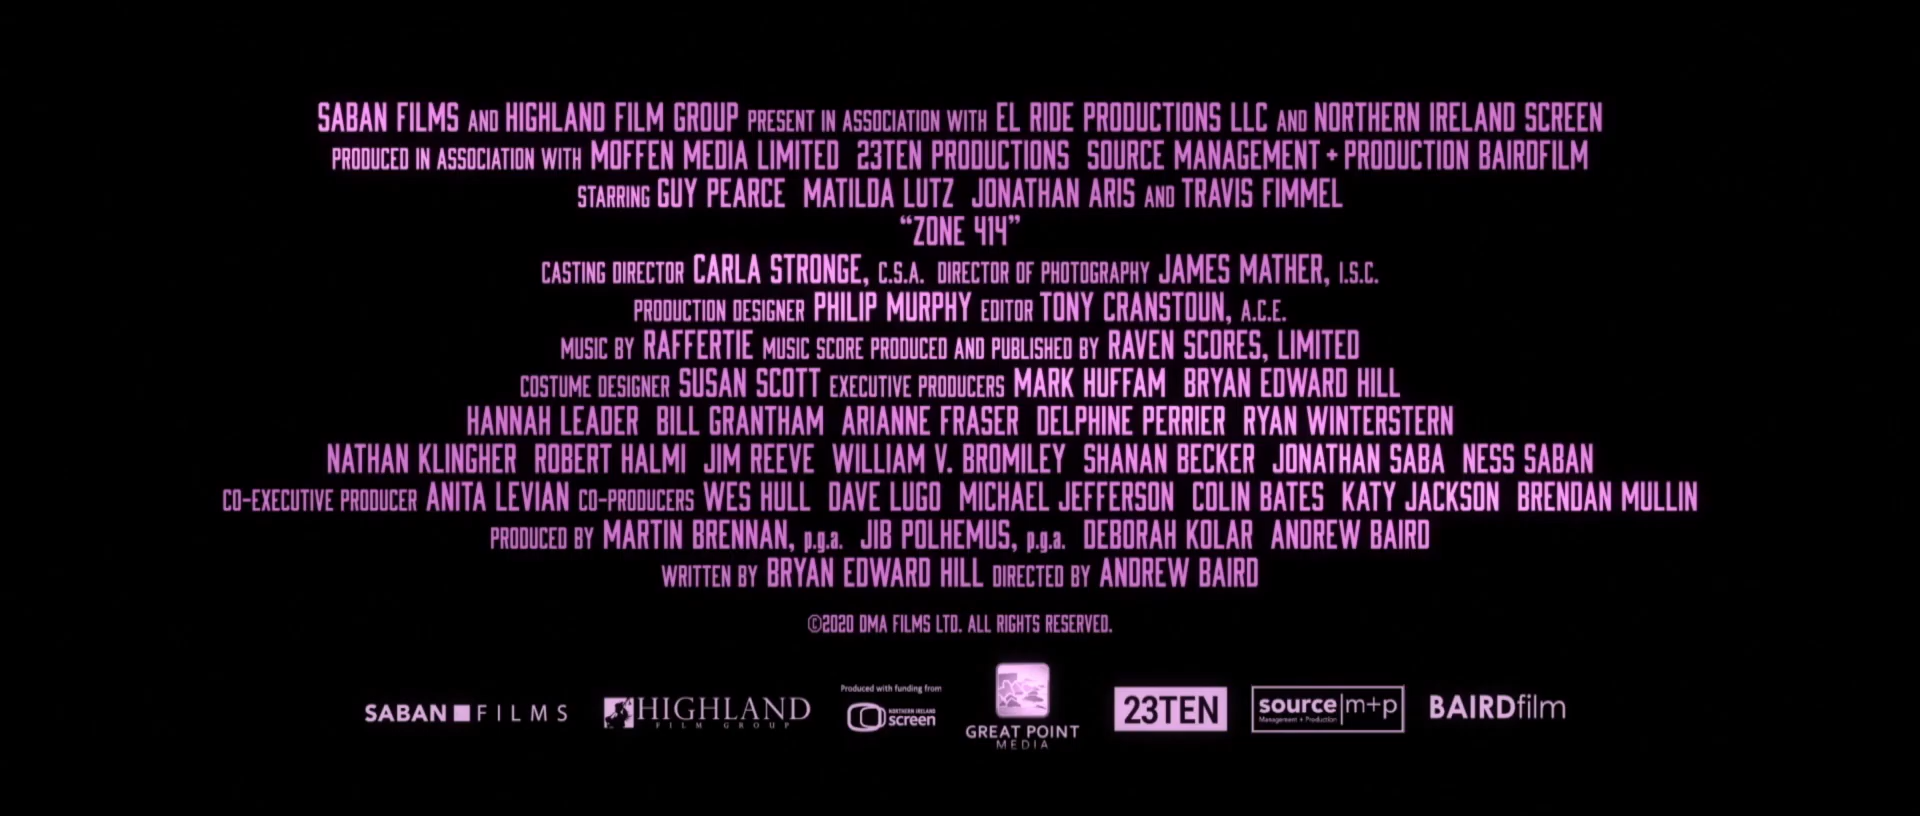 SABAN FILMS AND HIGHLAND FILM GROUP PRESENT IN ASSOCIATION WITH EL RIDE PRODUCTIONS LLC AND NORTHERN IRELAND SCREEN
PRODUCED IN ASSOCIATION WITH MOFFEN MEDIA LIMITED 23TEN PRODUCTIONS SOURCE MANAGEMENT + PRODUCTION BAIRDFILM
STARRING GUY PEARCE MATILDA LUTZ JONATHAN ARIS AND TRAVIS FIMMEL
“ZONE 414”
CASTING DIRECTOR CARLA STRONGE, C.S.A. DIRECTOR OF PHOTOGRAPHY JAMES MATHER, I.S.C.
PRODUCTION DESIGNER PHILIP MURPHY EDITOR TONY CRANSTOUN, A.C.E.
MUSIC BY RAFFERTIE MUSIC SCORE PRODUCED AND PUBLISHED BY RAVEN SCORES, LIMITED
COSTUME DESIGNER SUSAN SCOTT EXECUTIVE PRODUCERS MARK HUFFAM BRYAN EDWARD HILL
HANNAH LEADER BILL GRANTHAM ARIANNE FRASER DELPHINE PERRIER RYAN WINTERSTERN
NATHAN KLINGHER ROBERT HALMI JIM REEVE WILLIAM V. BROMILEY SHANAN BECKER JONATHAN SABA NESS SABAN
CO-EXECUTIVE PRODUCER ANITA LEVIAN CO-PRODUCERS WES HULL DAVE LUGO MICHAEL JEFFERSON COLIN BATES KATY JACKSON BRENDAN MULLIN
PRODUCED BY MARTIN BRENNAN, p.g.a. JIB POLHEMUS, p.g.a. DEBORAH KOLAR ANDREW BAIRD
WRITTEN BY BRYAN EDWARD HILL DIRECTED BY ANDREW BAIRD
©2020 DMA FILMS LTD. ALL RIGHTS RESERVED.
SABAN FILMS
HIGHLAND
FILM GROUP
Produced with funding from
NORTHERN IRELAND
screen
GREAT POINT
MEDIA
23TEN
source m+p
Management + Production
BAIRDfilm